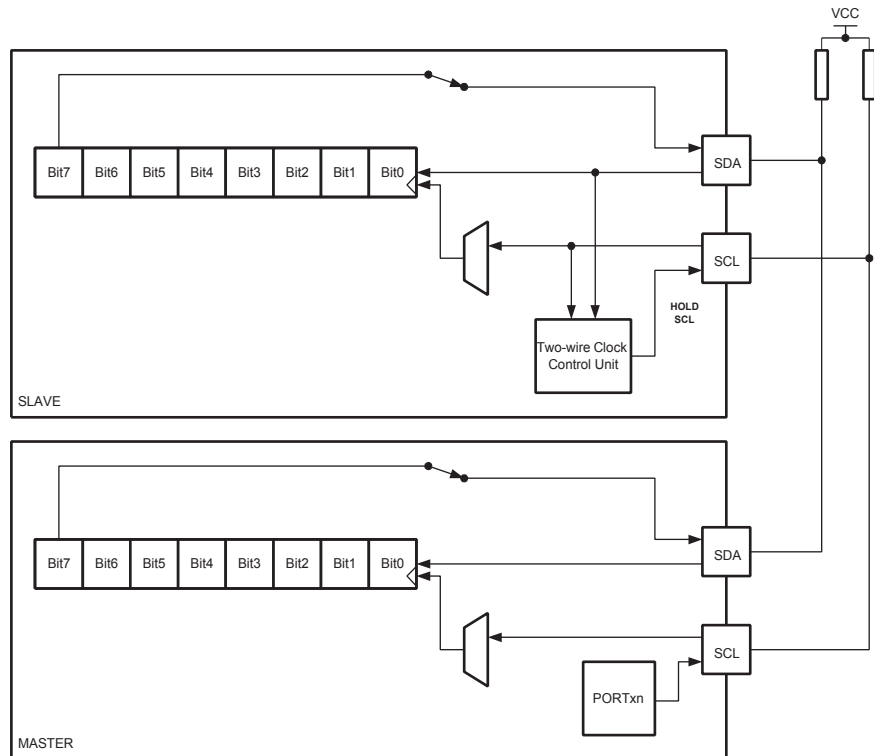 VCC
SDA
Bit7 Bit6 Bit5 Bit4 Bit3 Bit2 Bit1 Bit0
SCL
HOLD
SCL
Two-wire Clock
Control Unit
SLAVE
SDA
Bit7 Bit6 Bit5 Bit4 Bit3 Bit2 Bit1 Bit0
SCL
PORTxn
MASTER